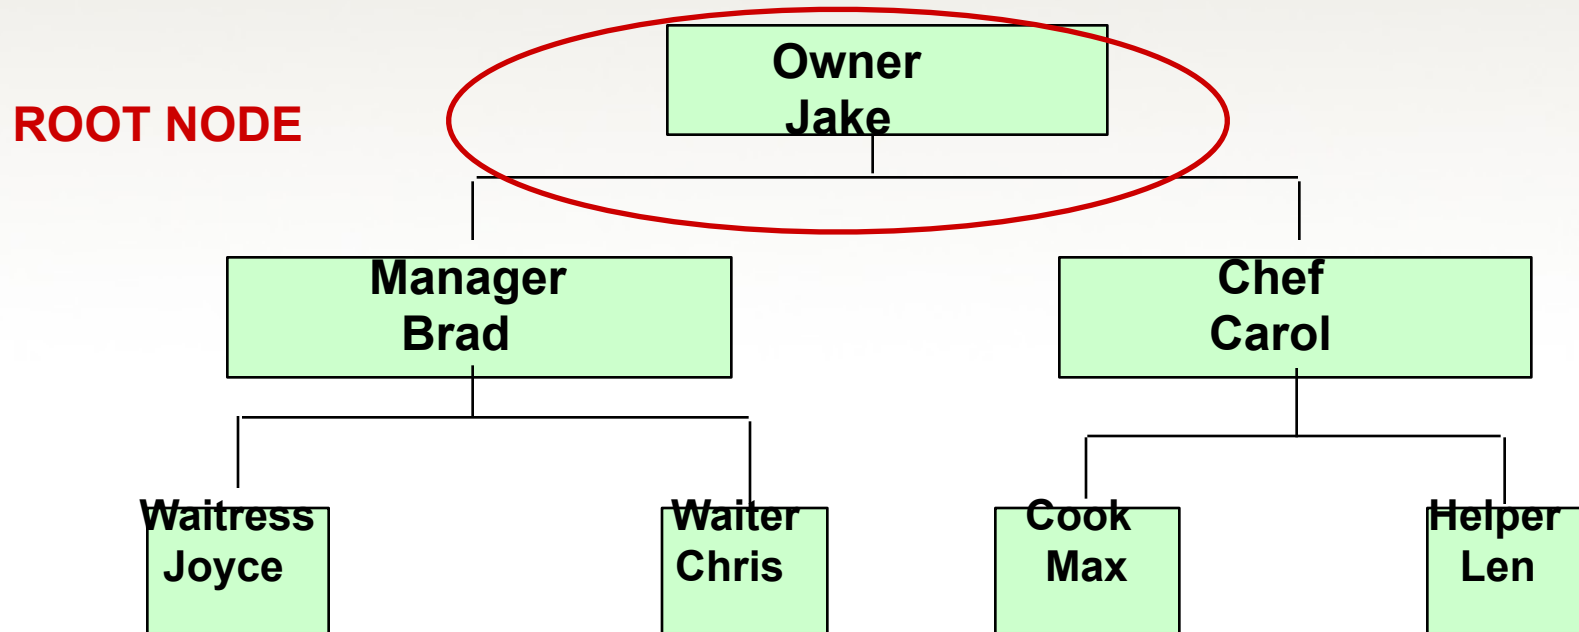 Owner
Jake
ROOT NODE
Manager
Brad
Chef
Carol
Waitress
Joyce
Waiter
Chris
Cook
Max
Helper
Len